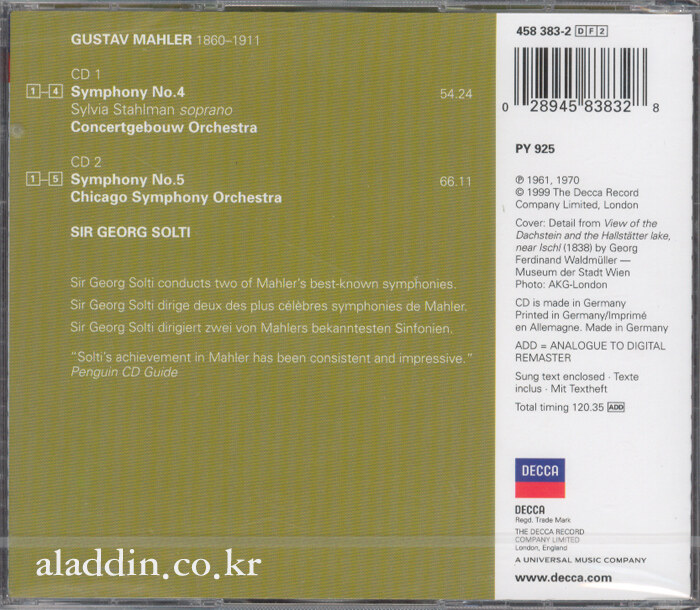 GUSTAV MAHLER 1860–1911
CD 1
1–4 Symphony No.4 54.24
Sylvia Stahlman soprano
Concertgebouw Orchestra
CD 2
1–5 Symphony No.5 66.11
Chicago Symphony Orchestra
SIR GEORG SOLTI
Sir Georg Solti conducts two of Mahler's best-known symphonies.
Sir Georg Solti dirige deux des plus célèbres symphonies de Mahler.
Sir Georg Solti dirigiert zwei von Mahlers bekanntesten Sinfonien.
"Solti's achievement in Mahler has been consistent and impressive."
Penguin CD Guide
458 383-2 D F 2
0 28945 83832 8
PY 925
℗ 1961, 1970
© 1999 The Decca Record
Company Limited, London
Cover: Detail from View of the
Dachstein and the Hallstätter lake,
near Ischl (1838) by Georg
Ferdinand Waldmüller —
Museum der Stadt Wien
Photo: AKG-London
CD is made in Germany
Printed in Germany/Imprimé
en Allemagne. Made in Germany
ADD = ANALOGUE TO DIGITAL
REMASTER
Sung text enclosed · Texte
inclus · Mit Textheft
Total timing 120.35 ADD
DECCA
DECCA
Regd. Trade Mark
THE DECCA RECORD
COMPANY LIMITED
London, England
A UNIVERSAL MUSIC COMPANY
www.decca.com
aladdin.co.kr